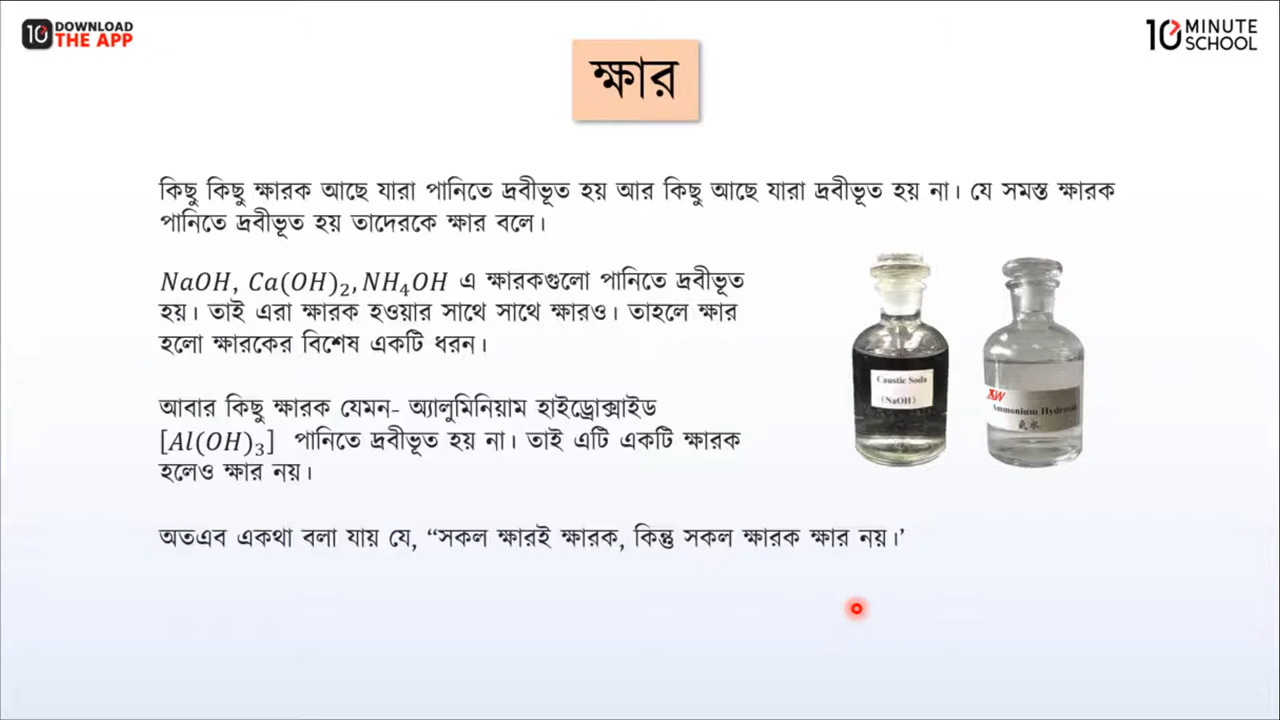 DOWNLOAD
THE APP
10 MINUTE
SCHOOL
ক্ষার
কিছু কিছু ক্ষারক আছে যারা পানিতে দ্রবীভূত হয় আর কিছু আছে যারা দ্রবীভূত হয় না। যে সমস্ত ক্ষারক
পানিতে দ্রবীভূত হয় তাদেরকে ক্ষার বলে।
NaOH, Ca(OH)₂,NH₄OH এ ক্ষারকগুলো পানিতে দ্রবীভূত
হয়। তাই এরা ক্ষারক হওয়ার সাথে সাথে ক্ষারও। তাহলে ক্ষার
হলো ক্ষারকের বিশেষ একটি ধরন।
আবার কিছু ক্ষারক যেমন- অ্যালুমিনিয়াম হাইড্রোক্সাইড
[Al(OH)₃] পানিতে দ্রবীভূত হয় না। তাই এটি একটি ক্ষারক
হলেও ক্ষার নয়।
Caustic Soda
(NaOH)
Ammonium
氨水
অতএব একথা বলা যায় যে, “সকল ক্ষারই ক্ষারক, কিন্তু সকল ক্ষারক ক্ষার নয়।’